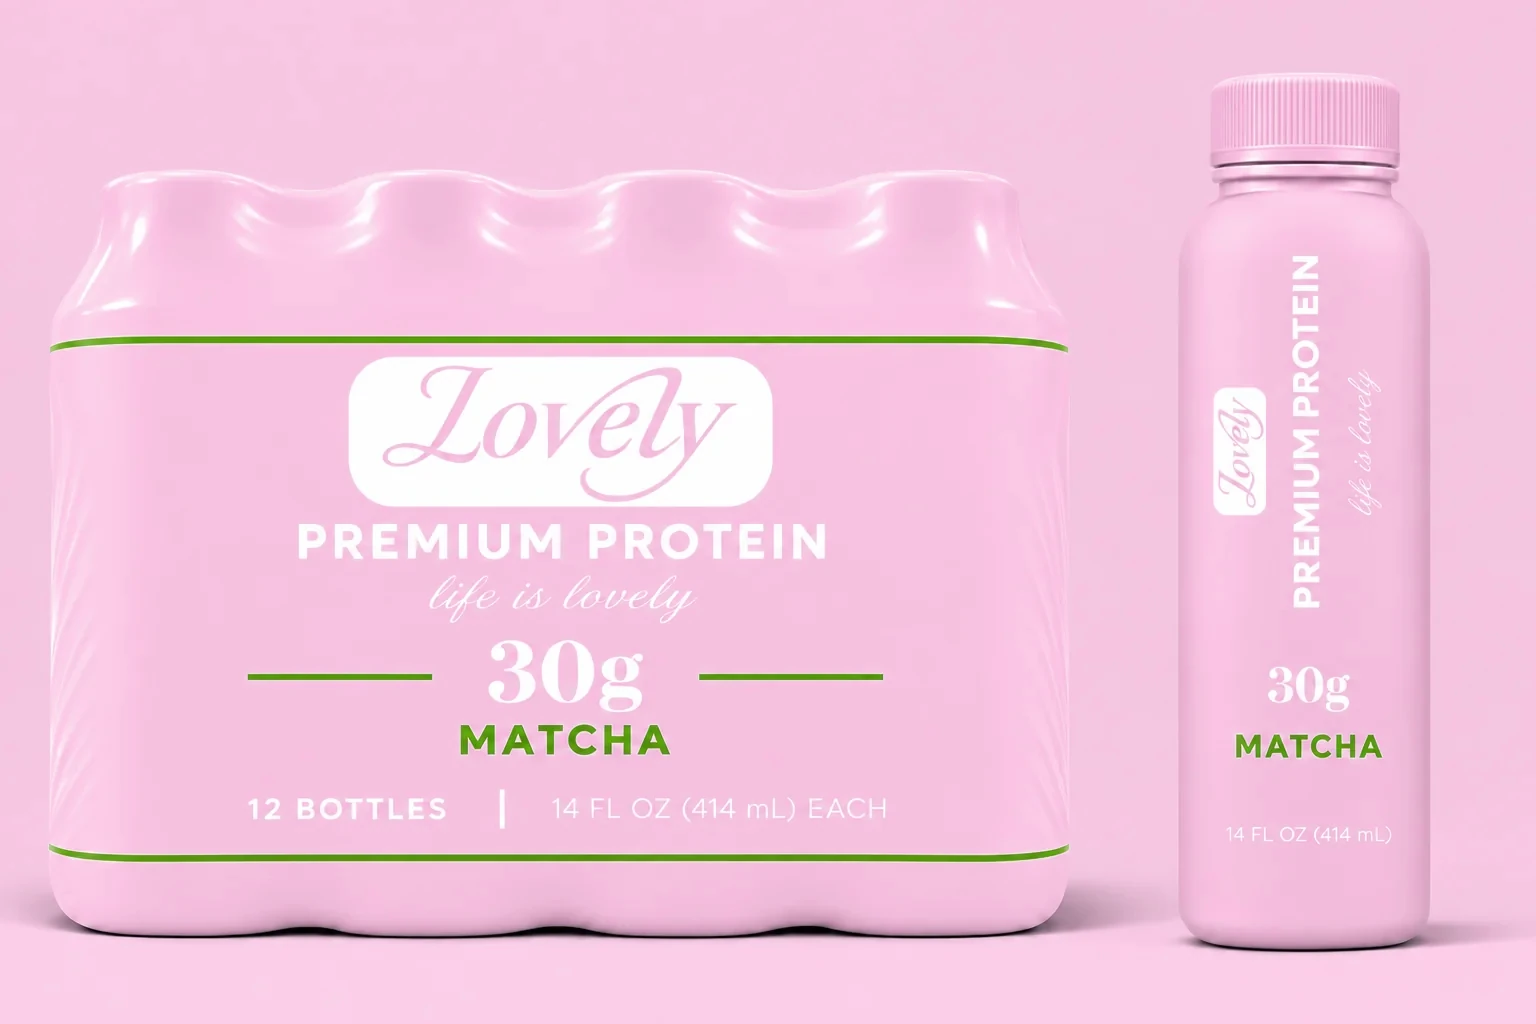 Lovely
PREMIUM PROTEIN
life is lovely
30g
MATCHA
12 BOTTLES | 14 FL OZ (414 mL) EACH
Lovely
PREMIUM PROTEIN
life is lovely
30g
MATCHA
14 FL OZ (414 mL)